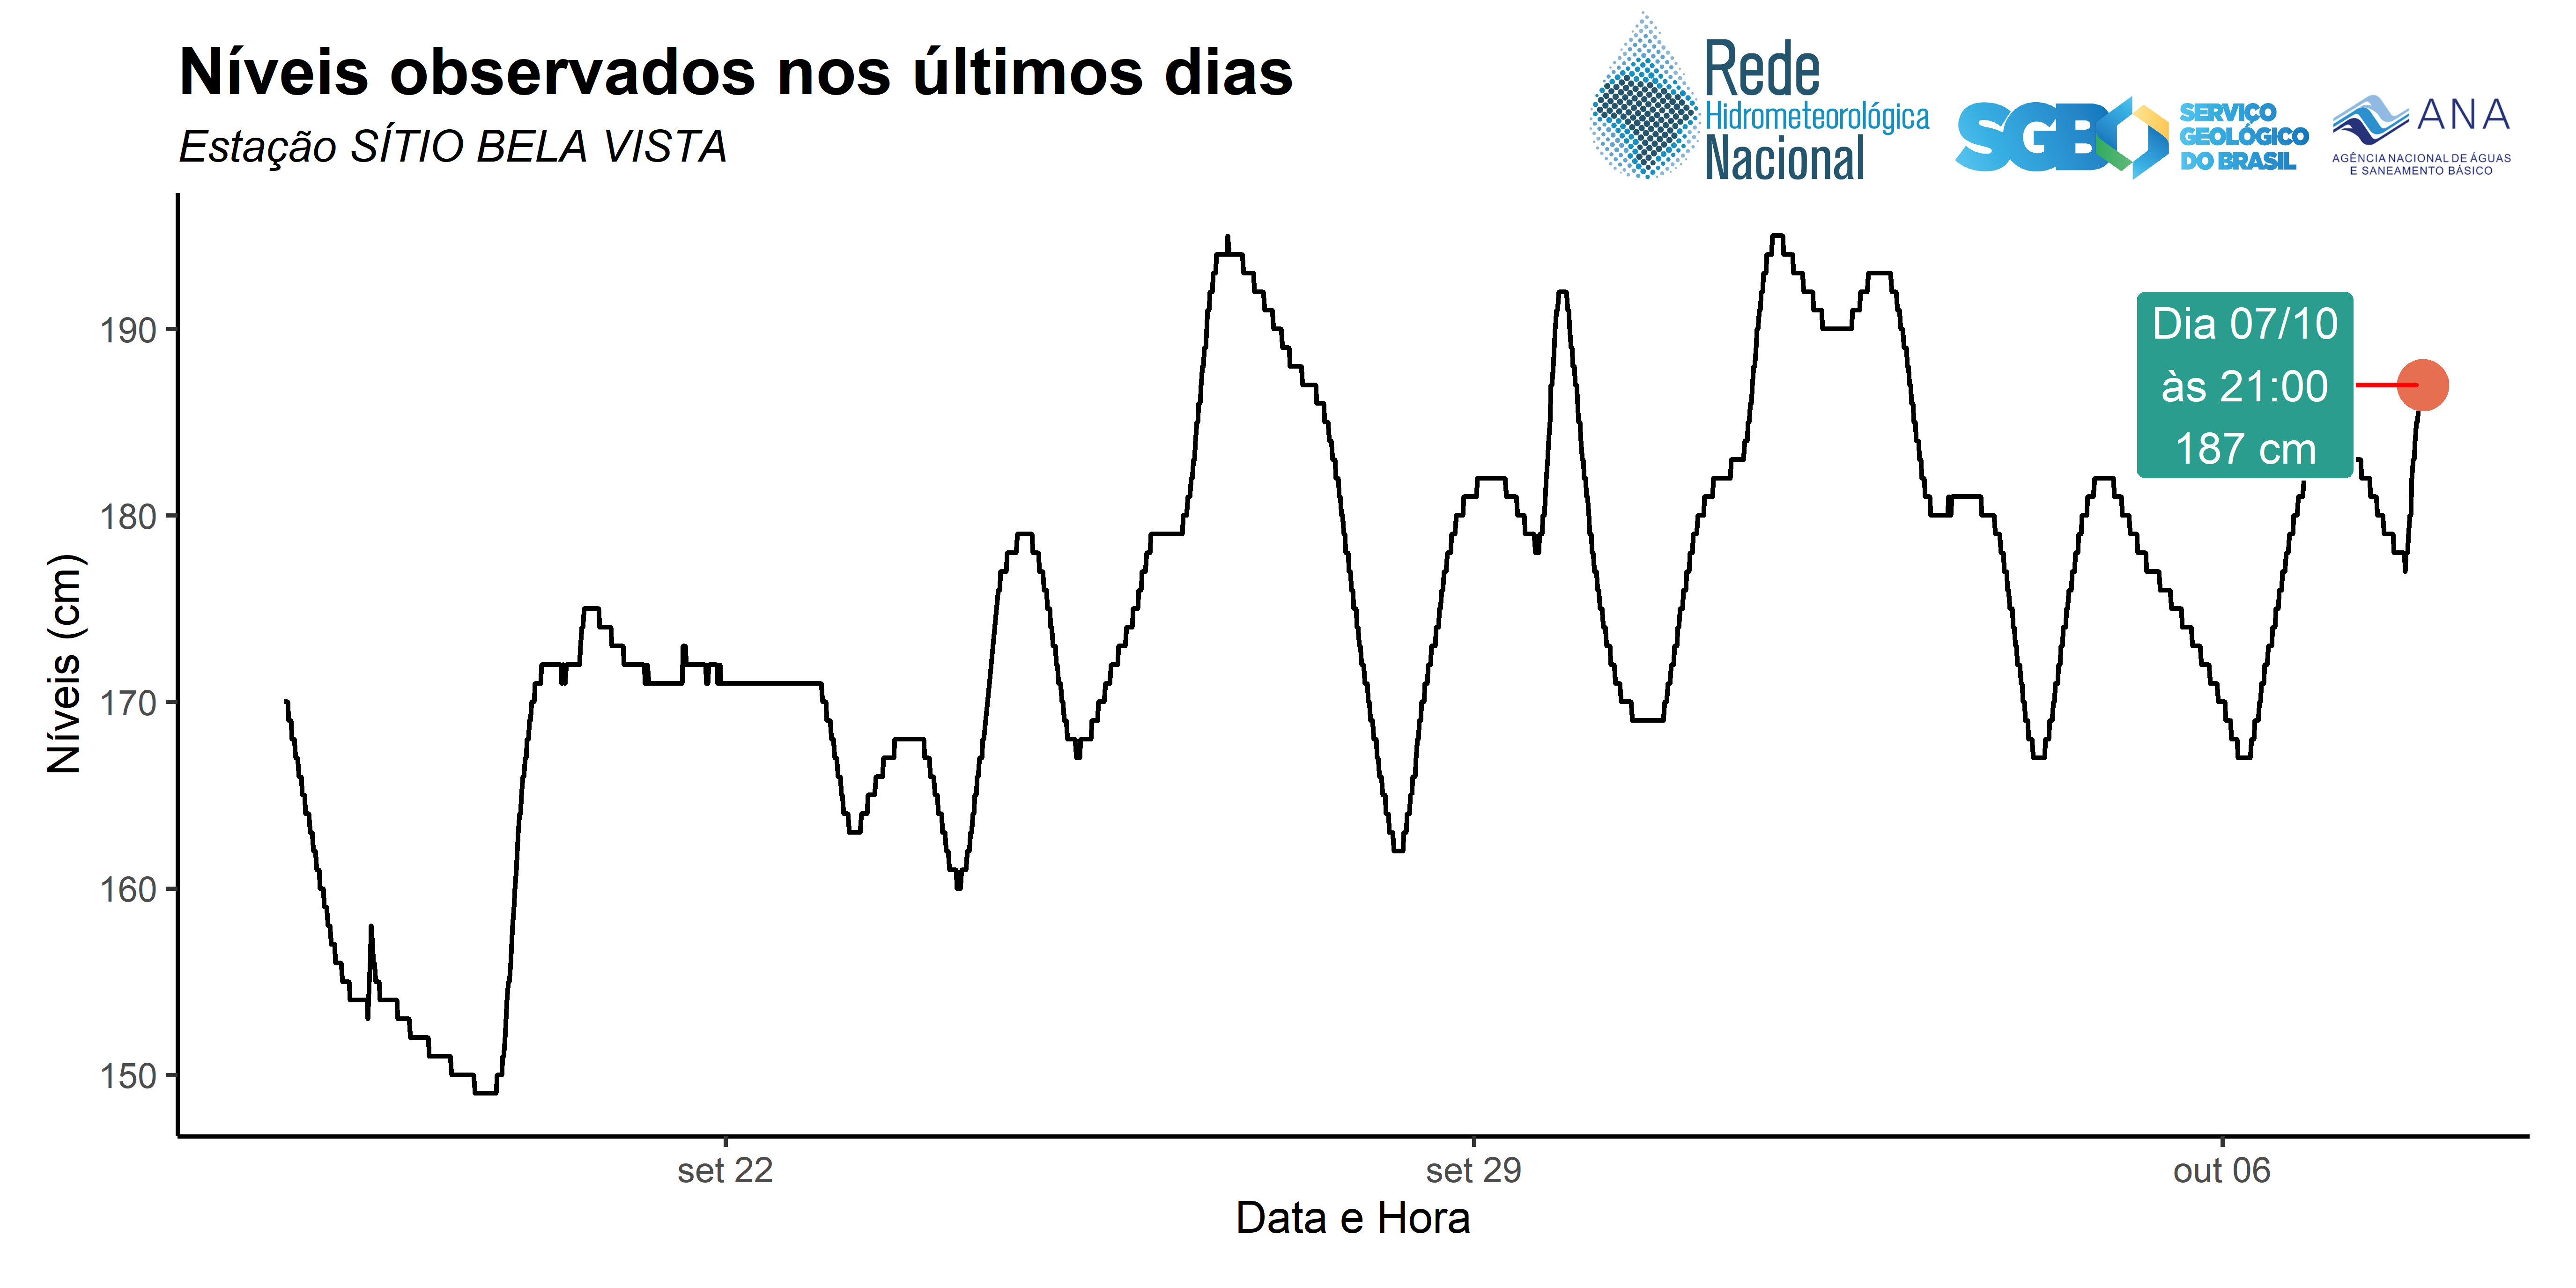 Níveis observados nos últimos dias
Estação SÍTIO BELA VISTA
Rede
Hidrometeorológica
Nacional
SGB
SERVIÇO
GEOLÓGICO
DO BRASIL
ANA
AGÊNCIA NACIONAL DE ÁGUAS
E SANEAMENTO BÁSICO
Níveis (cm)
190
180
170
160
150
Dia 07/10
às 21:00
187 cm
set 22
set 29
out 06
Data e Hora